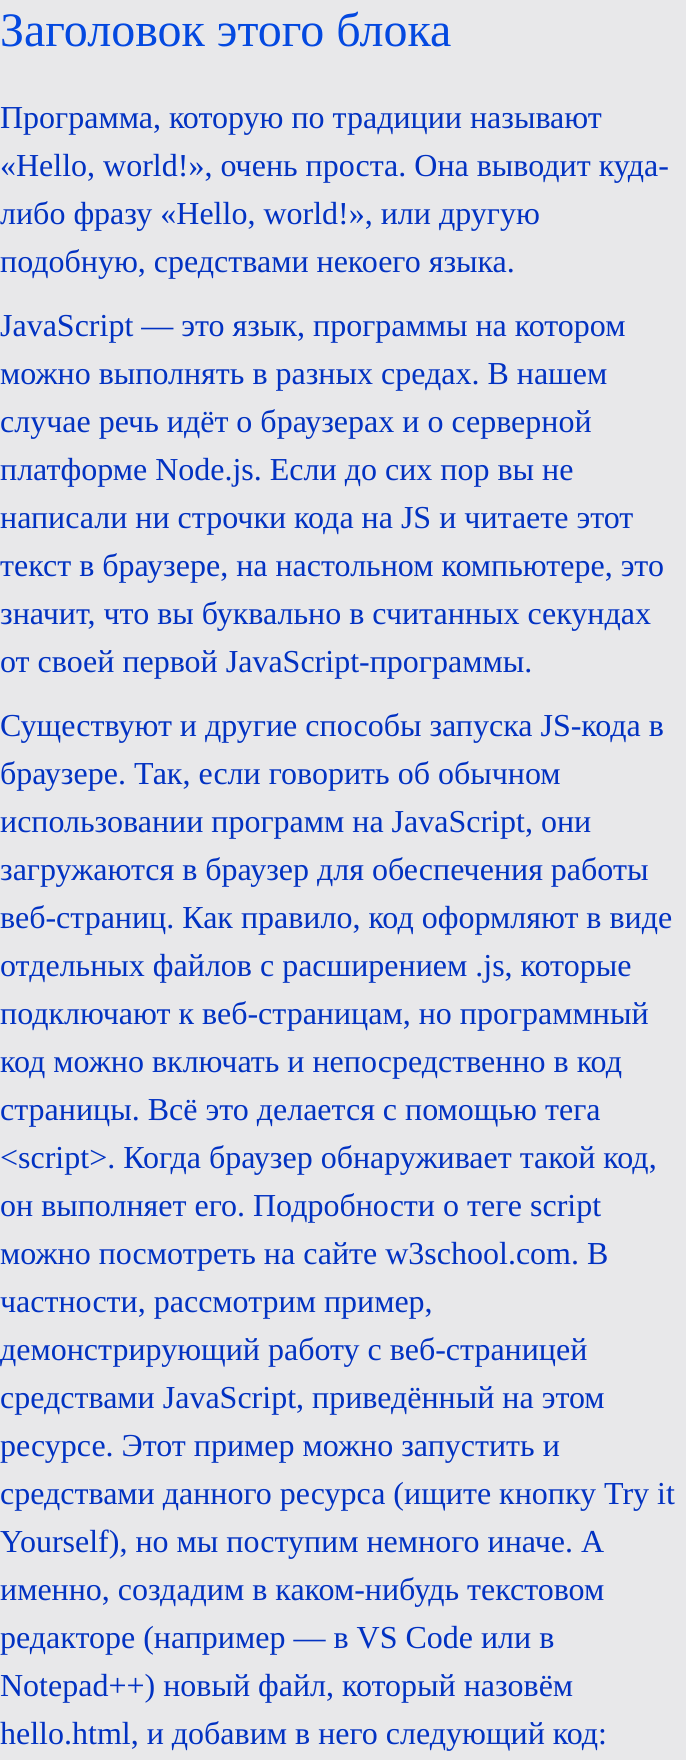 Заголовок этого блока
Программа, которую по традиции называют
«Hello, world!», очень проста. Она выводит куда-
либо фразу «Hello, world!», или другую
подобную, средствами некоего языка.
JavaScript — это язык, программы на котором
можно выполнять в разных средах. В нашем
случае речь идёт о браузерах и о серверной
платформе Node.js. Если до сих пор вы не
написали ни строчки кода на JS и читаете этот
текст в браузере, на настольном компьютере, это
значит, что вы буквально в считанных секундах
от своей первой JavaScript-программы.
Существуют и другие способы запуска JS-кода в
браузере. Так, если говорить об обычном
использовании программ на JavaScript, они
загружаются в браузер для обеспечения работы
веб-страниц. Как правило, код оформляют в виде
отдельных файлов с расширением .js, которые
подключают к веб-страницам, но программный
код можно включать и непосредственно в код
страницы. Всё это делается с помощью тега
<script>. Когда браузер обнаруживает такой код,
он выполняет его. Подробности о теге script
можно посмотреть на сайте w3school.com. В
частности, рассмотрим пример,
демонстрирующий работу с веб-страницей
средствами JavaScript, приведённый на этом
ресурсе. Этот пример можно запустить и
средствами данного ресурса (ищите кнопку Try it
Yourself), но мы поступим немного иначе. А
именно, создадим в каком-нибудь текстовом
редакторе (например — в VS Code или в
Notepad++) новый файл, который назовём
hello.html, и добавим в него следующий код: